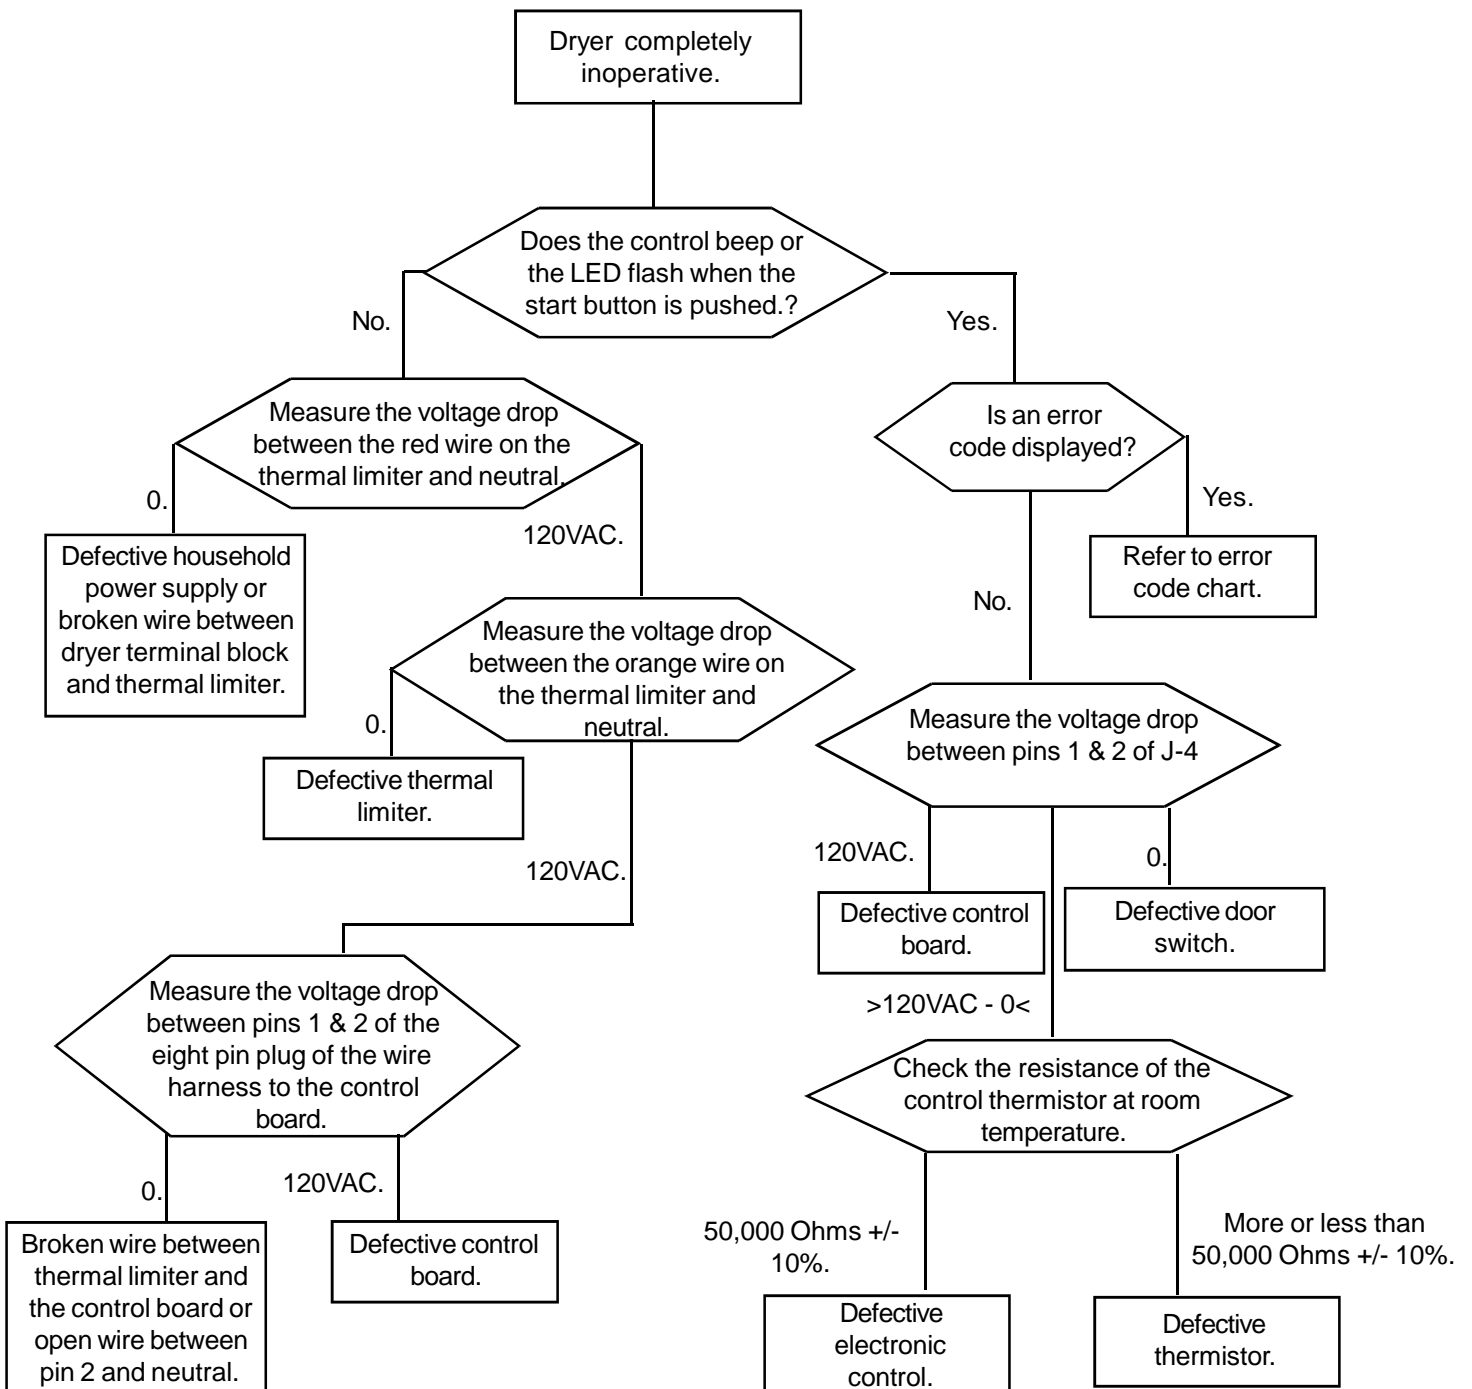 Dryer completely
inoperative.
Does the control beep or
the LED flash when the
start button is pushed.?
No.
Yes.
Measure the voltage drop
between the red wire on the
thermal limiter and neutral.
Is an error
code displayed?
0.
120VAC.
Yes.
No.
Defective household
power supply or
broken wire between
dryer terminal block
and thermal limiter.
Refer to error
code chart.
Measure the voltage drop
between the orange wire on
the thermal limiter and
neutral.
0.
Defective thermal
limiter.
120VAC.
Measure the voltage drop
between pins 1 & 2 of J-4
120VAC.
0.
Defective control
board.
Defective door
switch.
>120VAC - 0<
Measure the voltage drop
between pins 1 & 2 of the
eight pin plug of the wire
harness to the control
board.
Check the resistance of the
control thermistor at room
temperature.
0.
120VAC.
Broken wire between
thermal limiter and
the control board or
open wire between
pin 2 and neutral.
Defective control
board.
50,000 Ohms +/-
10%.
More or less than
50,000 Ohms +/- 10%.
Defective
electronic
control.
Defective
thermistor.